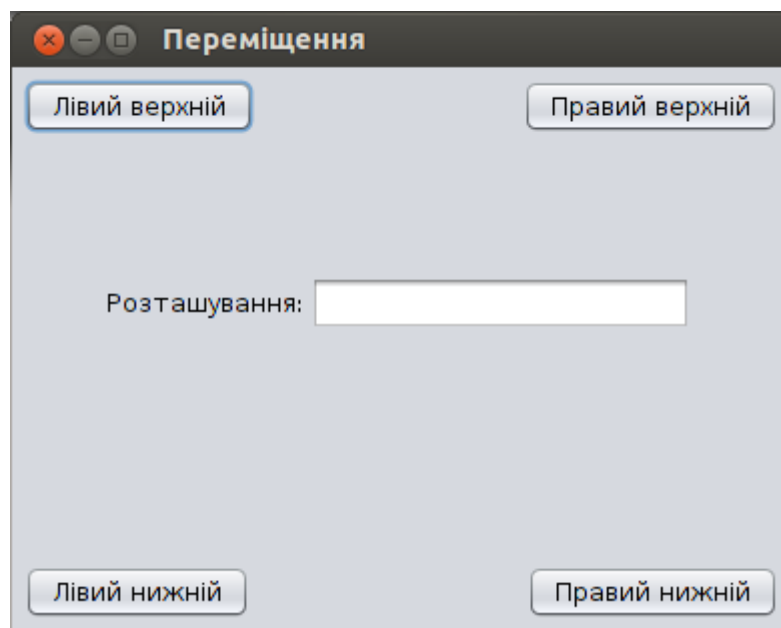 Переміщення
Лівий верхній
Правий верхній
Розташування:
Лівий нижній
Правий нижній